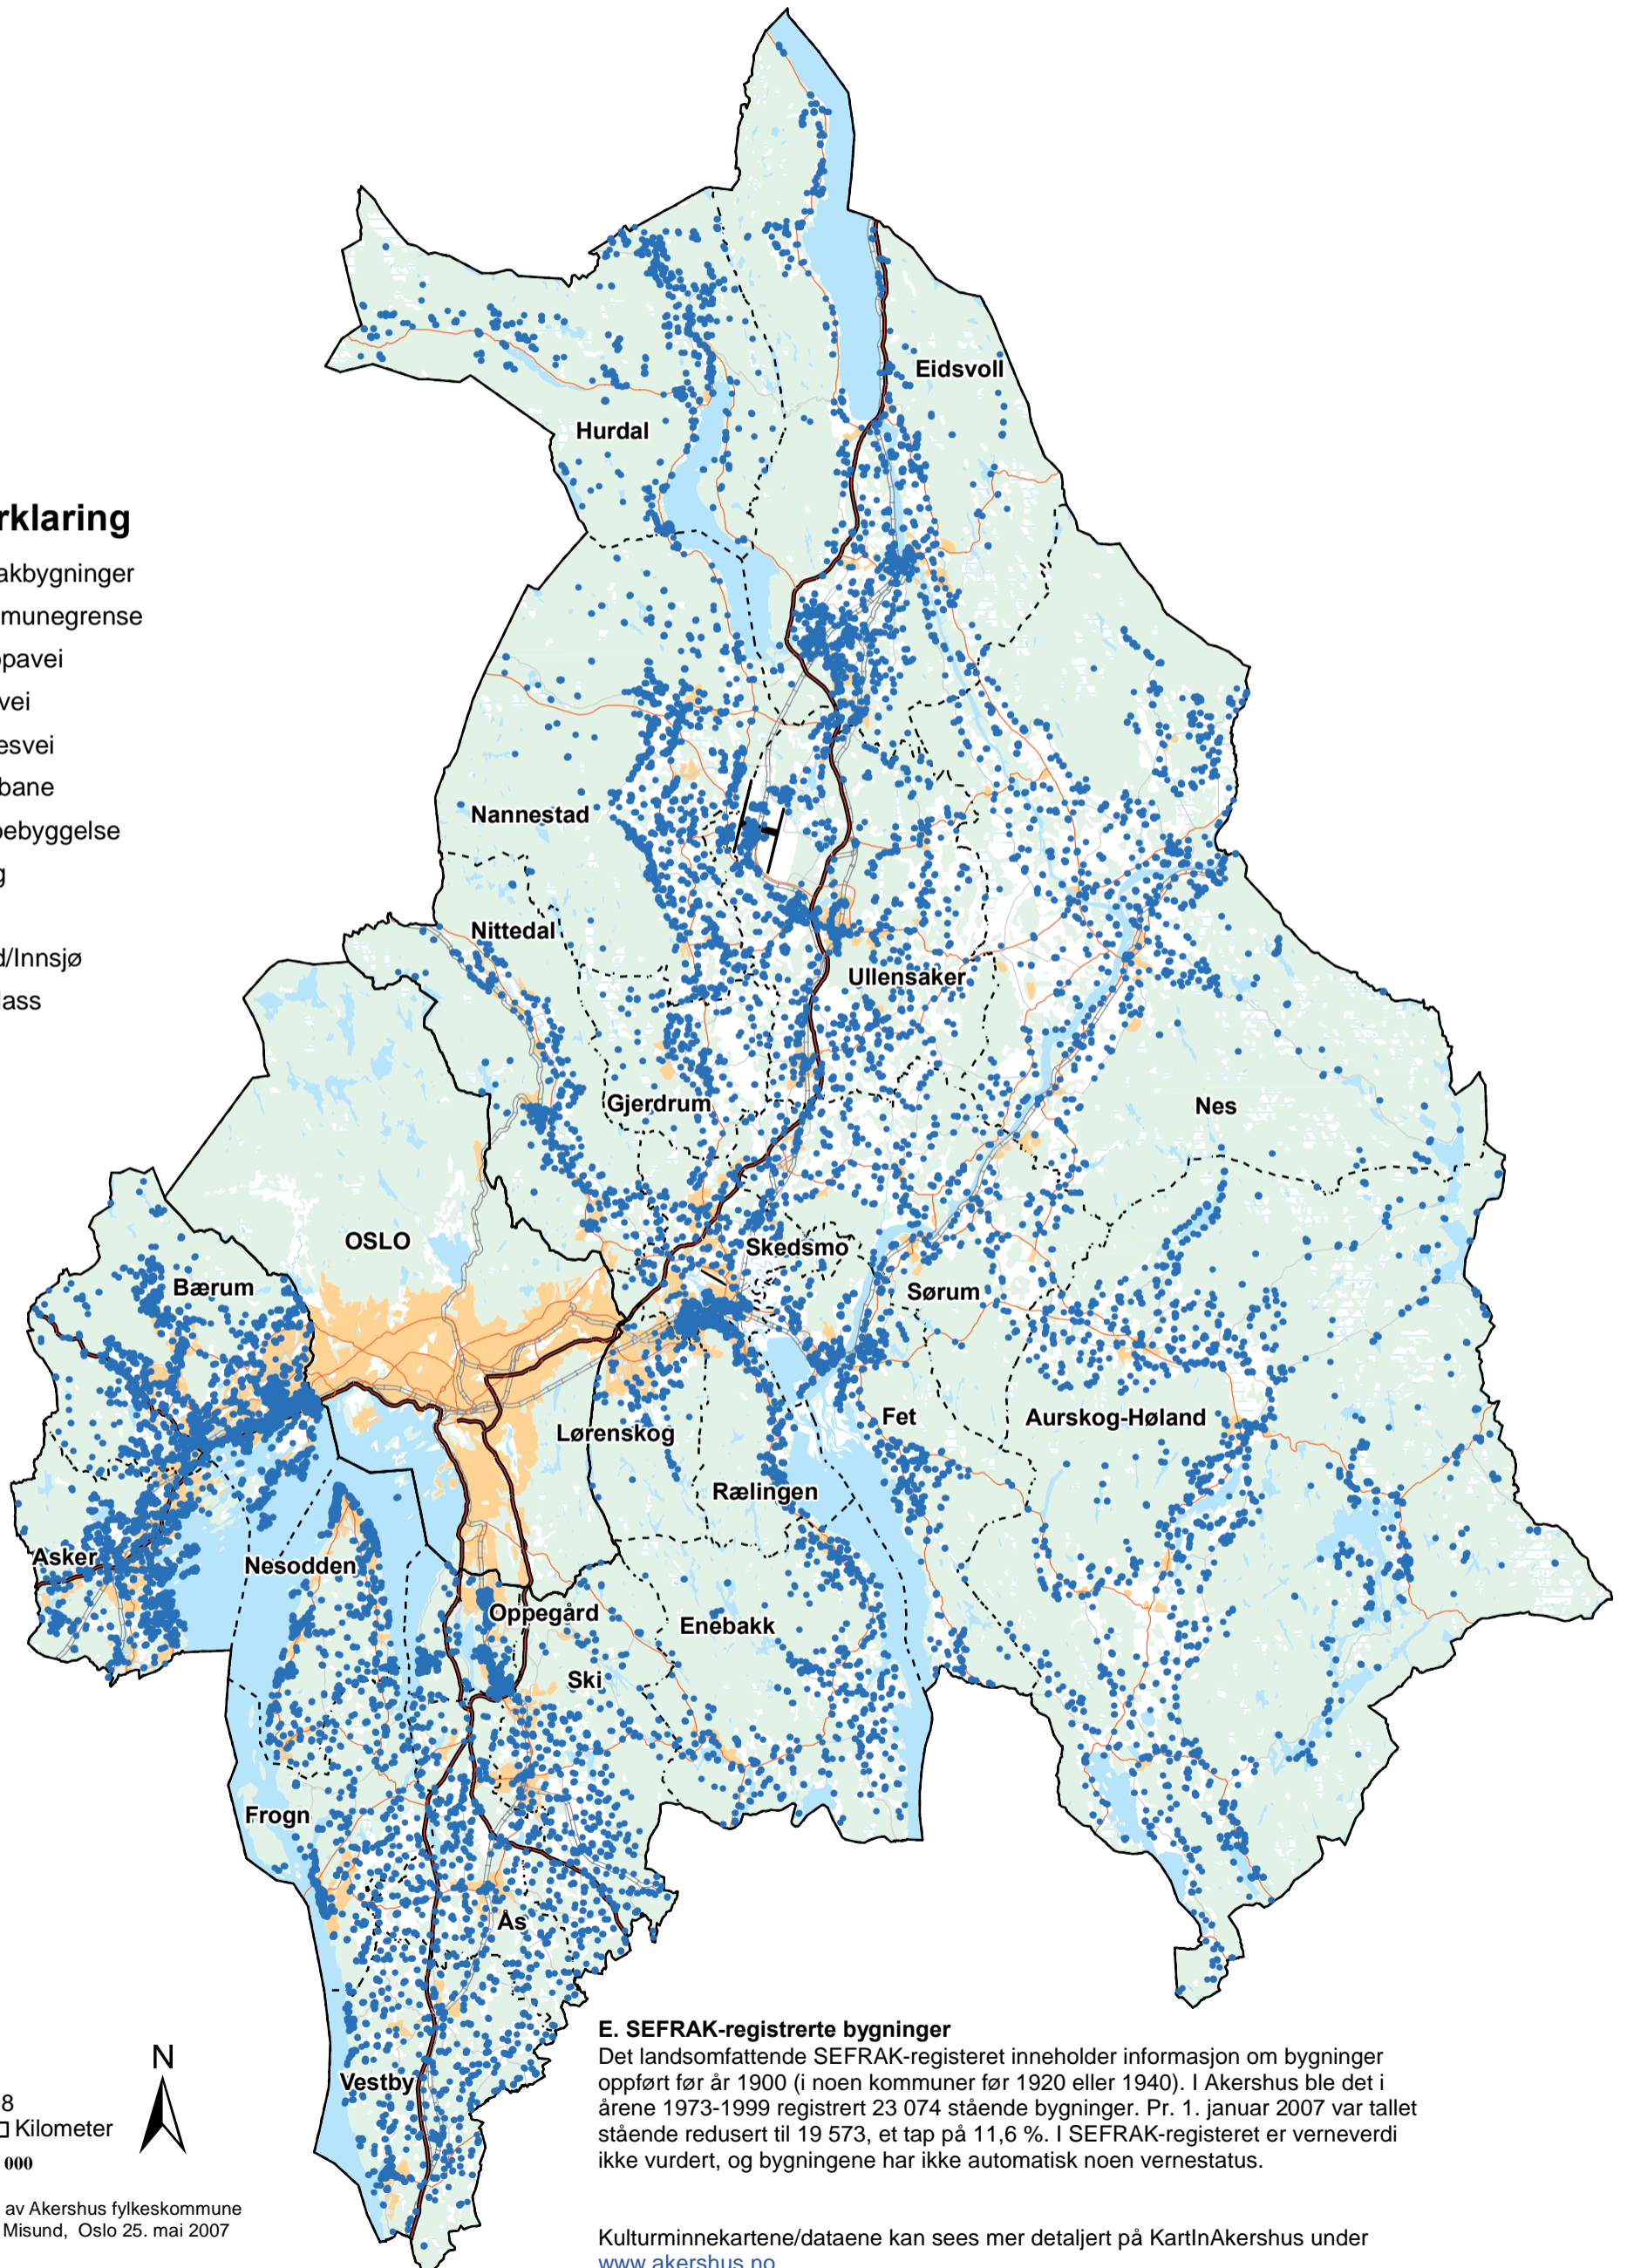 Eidsvoll
Hurdal
rklaring
akbygninger
munegrense
opavei
vei
esvei
bane
bebyggelse
g
d/Innsjø
lass
Nannestad
Nittedal
Ullensaker
Gjerdrum
Nes
OSLO
Skedsmo
Bærum
Sørum
Lørenskog
Fet
Aurskog-Høland
Rælingen
Asker
Nesodden
Oppegård
Enebakk
Ski
Frogn
Ås
Vestby
N
8
Kilometer
000
av Akershus fylkeskommune
Misund, Oslo 25. mai 2007
E. SEFRAK-registrerte bygninger
Det landsomfattende SEFRAK-registeret inneholder informasjon om bygninger
oppført før år 1900 (i noen kommuner før 1920 eller 1940). I Akershus ble det i
årene 1973-1999 registrert 23 074 stående bygninger. Pr. 1. januar 2007 var tallet
stående redusert til 19 573, et tap på 11,6 %. I SEFRAK-registeret er verneverdi
ikke vurdert, og bygningene har ikke automatisk noen vernestatus.
Kulturminnekartene/dataene kan sees mer detaljert på KartInAkershus under
www.akershus.no